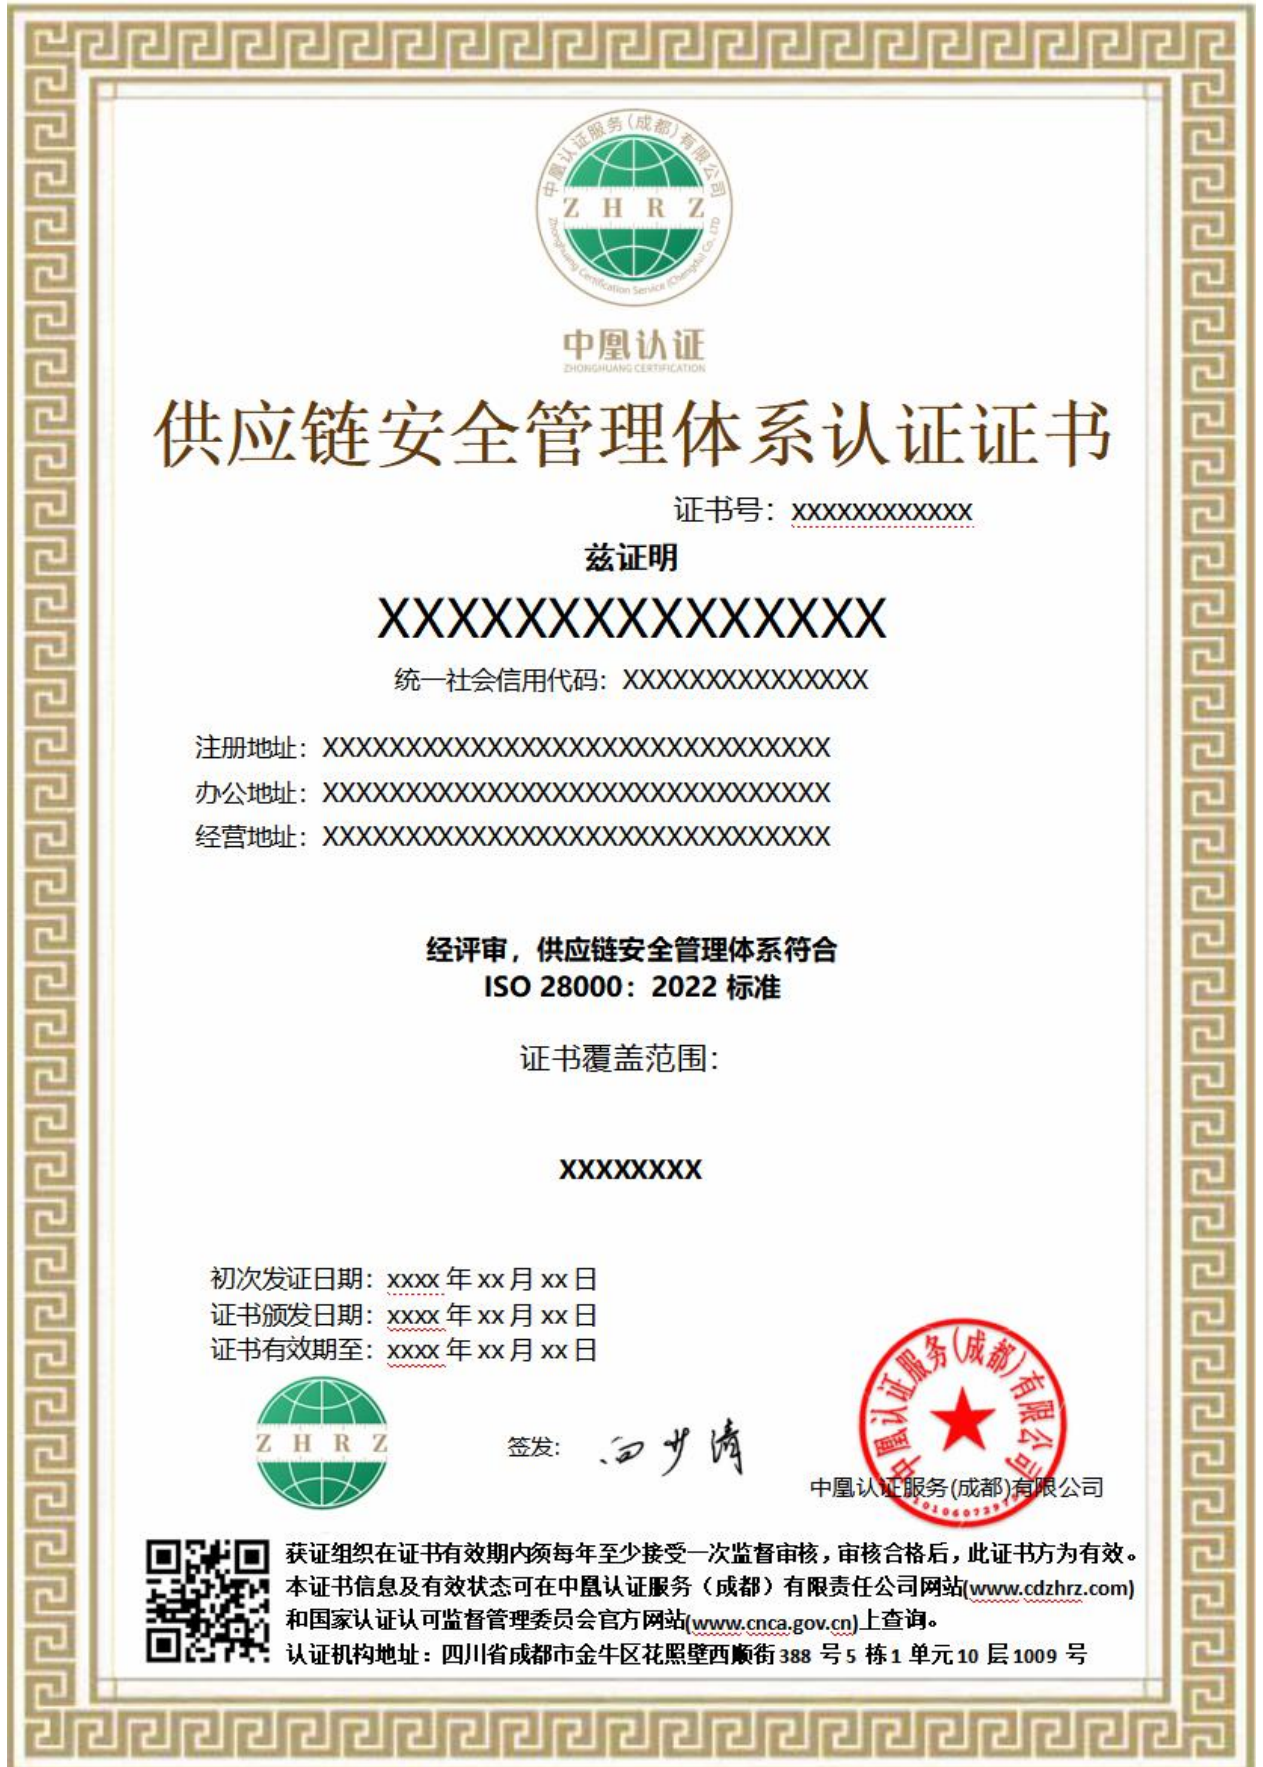 中凰认证服务(成都)有限公司
ZHRZ
Zhonghuang Certification Service (Chengdu) Co., LTD
中凰认证
ZHONGHUANG CERTIFICATION
供应链安全管理体系认证证书
证书号：xxxxxxxxxxxx
兹证明
XXXXXXXXXXXXXXX
统一社会信用代码：XXXXXXXXXXXXXXX
注册地址：XXXXXXXXXXXXXXXXXXXXXXXXXXXXXXX
办公地址：XXXXXXXXXXXXXXXXXXXXXXXXXXXXXXX
经营地址：XXXXXXXXXXXXXXXXXXXXXXXXXXXXXXX
经评审，供应链安全管理体系符合
ISO 28000：2022 标准
证书覆盖范围：
XXXXXXXX
初次发证日期：xxxx 年 xx 月 xx 日
证书颁发日期：xxxx 年 xx 月 xx 日
证书有效期至：xxxx 年 xx 月 xx 日
ZHRZ
签发:
中凰认证服务(成都)有限公司
中凰认证服务(成都)有限公司
获证组织在证书有效期内须每年至少接受一次监督审核，审核合格后，此证书方为有效。
本证书信息及有效状态可在中凰认证服务（成都）有限责任公司网站(www.cdzhrz.com)
和国家认证认可监督管理委员会官方网站(www.cnca.gov.cn)上查询。
认证机构地址：四川省成都市金牛区花照壁西顺街 388 号 5 栋 1 单元 10 层 1009 号